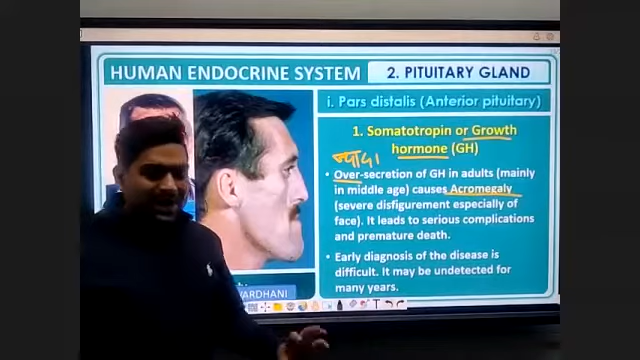 HUMAN ENDOCRINE SYSTEM
2. PITUITARY GLAND
i. Pars distalis (Anterior pituitary)
1. Somatotropin or Growth
hormone (GH)
ज्यादा
• Over-secretion of GH in adults (mainly
in middle age) causes Acromegaly
(severe disfigurement especially of
face). It leads to serious complications
and premature death.
• Early diagnosis of the disease is
difficult. It may be undetected for
many years.
VARDHANI